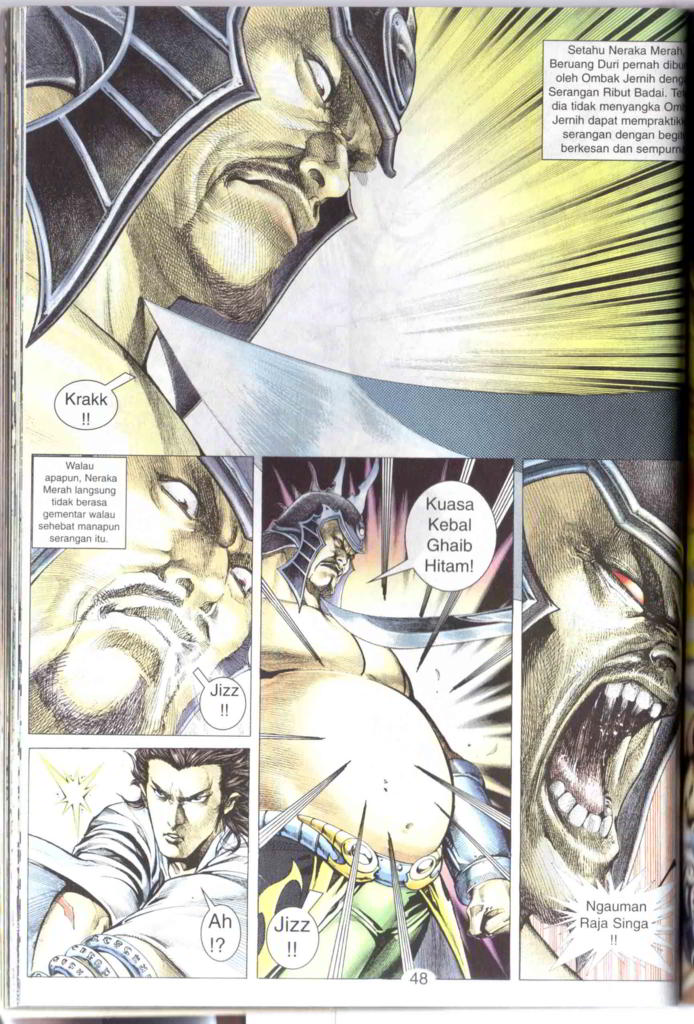 Setahu Neraka Merah,
Beruang Duri pernah
oleh Ombak Jernih
Serangan Ribut Badai.
dia tidak menyangka
Jernih dapat
serangan dengan
berkesan dan
Krakk
!!
Walau
apapun, Neraka
Merah langsung
tidak berasa
gementar walau
sehebat manapun
serangan itu.
Jizz
!!
Kuasa
Kebal
Ghaib
Hitam!
Ah
!?
Jizz
!!
Ngauman
Raja Singa
!!
48